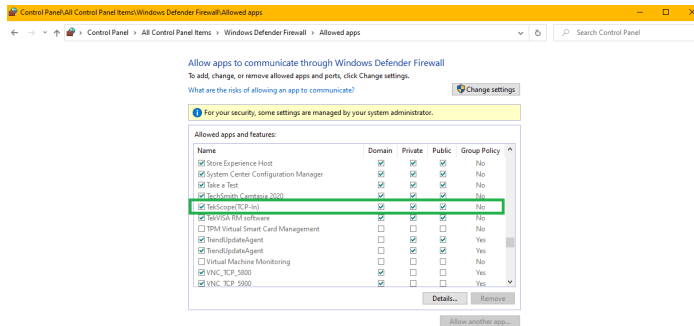 Control Panel\All Control Panel Items\Windows Defender Firewall\Allowed apps
Control Panel › All Control Panel Items › Windows Defender Firewall › Allowed apps
Search Control Panel
Allow apps to communicate through Windows Defender Firewall
To add, change, or remove allowed apps and ports, click Change settings.
What are the risks of allowing an app to communicate?
Change settings
For your security, some settings are managed by your system administrator.
Allowed apps and features:
Name Domain Private Public Group Policy
Store Experience Host No
System Center Configuration Manager No
Take a Test No
TechSmith Camtasia 2020 No
TekScope(TCP-In) No
TekVISA RM software No
TPM Virtual Smart Card Management No
TrendUpdateAgent Yes
TrendUpdateAgent Yes
Virtual Machine Monitoring No
VNC_TCP_5800 Yes
VNC_TCP_5900 Yes
Details... Remove
Allow another app...